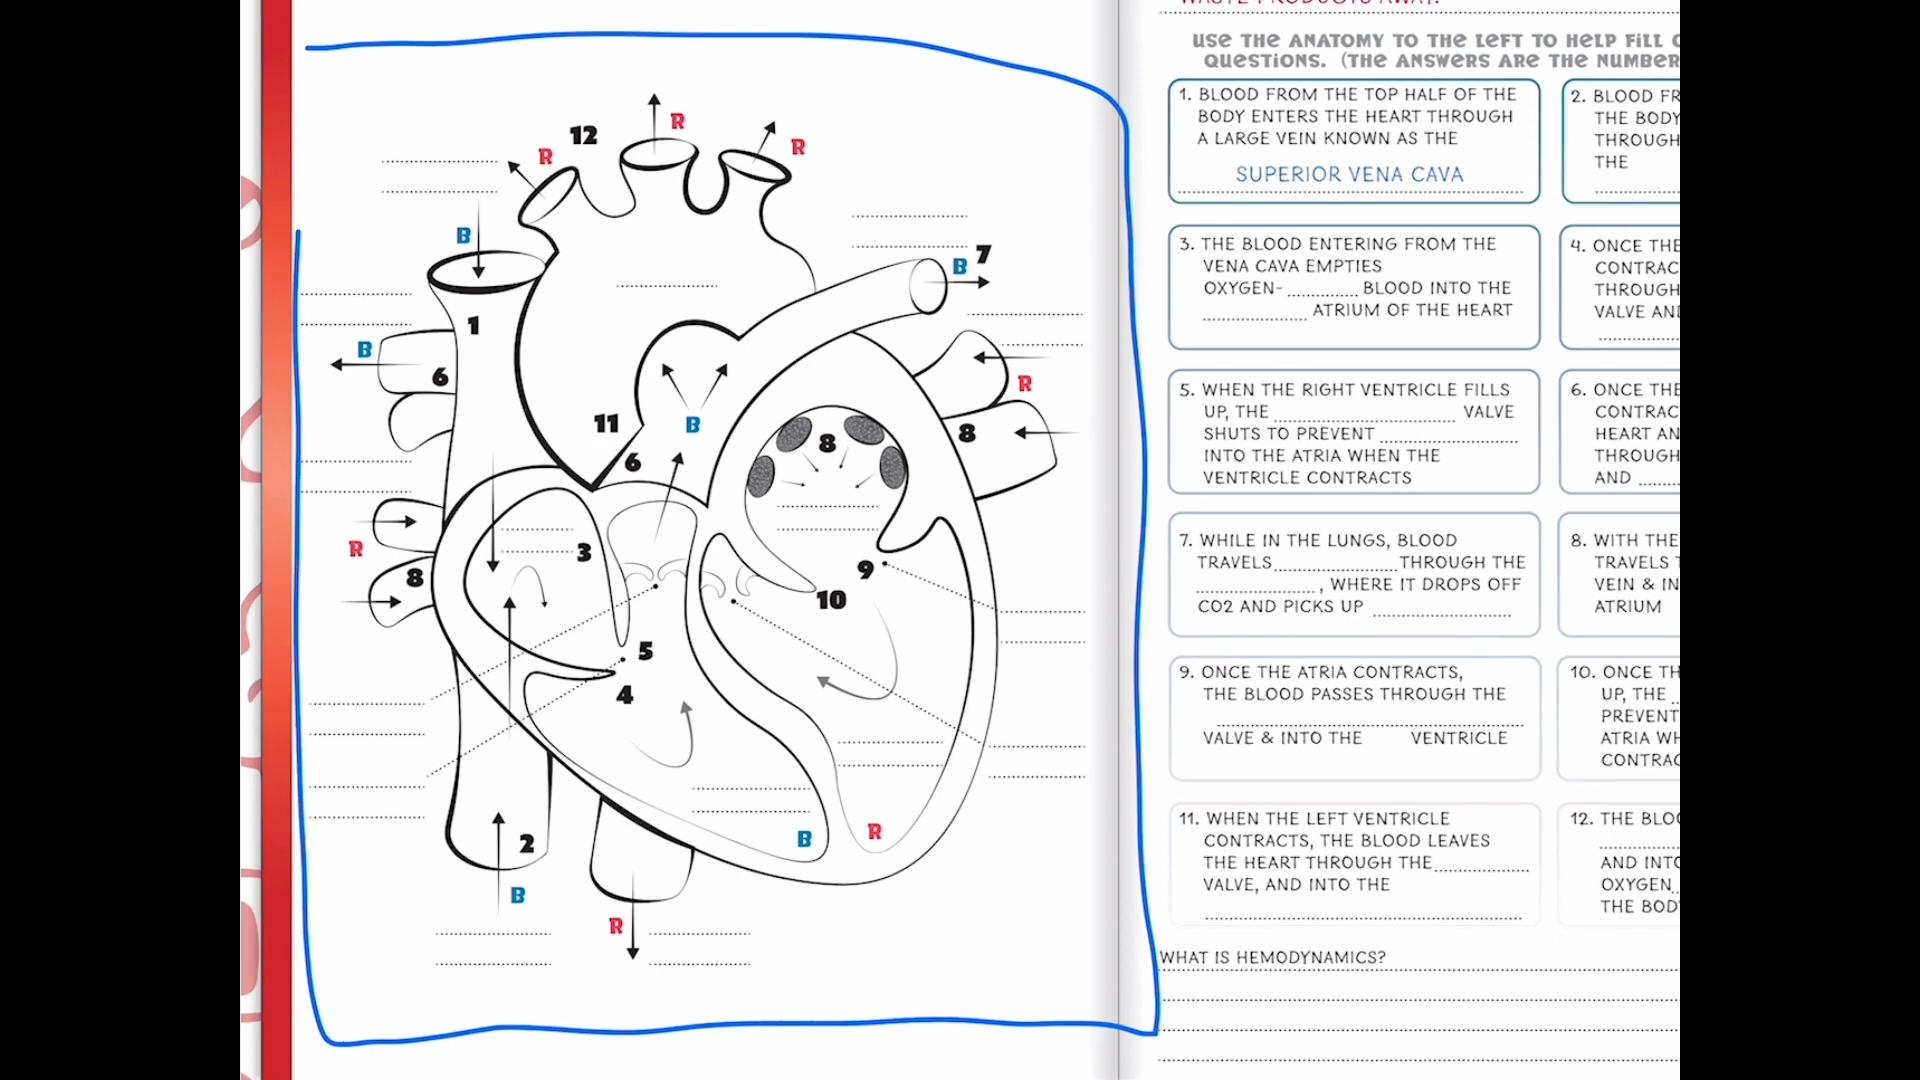 12
R
R
R
B
7
B
1
B
6
R
11
B
8
8
6
3
R
8
9
10
5
4
B
R
2
B
R
WASTE PRODUCTS AWAY.
USE THE ANATOMY TO THE LEFT TO HELP FILL
QUESTIONS. (THE ANSWERS ARE THE NUMBER
1. BLOOD FROM THE TOP HALF OF THE
BODY ENTERS THE HEART THROUGH
A LARGE VEIN KNOWN AS THE
SUPERIOR VENA CAVA
2. BLOOD FR
THE BODY
THROUGH
THE
3. THE BLOOD ENTERING FROM THE
VENA CAVA EMPTIES
OXYGEN- BLOOD INTO THE
ATRIUM OF THE HEART
4. ONCE THE
CONTRAC
THROUGH
VALVE AN
5. WHEN THE RIGHT VENTRICLE FILLS
UP, THE VALVE
SHUTS TO PREVENT
INTO THE ATRIA WHEN THE
VENTRICLE CONTRACTS
6. ONCE THE
CONTRAC
HEART AN
THROUGH
AND
7. WHILE IN THE LUNGS, BLOOD
TRAVELS THROUGH THE
, WHERE IT DROPS OFF
CO2 AND PICKS UP
8. WITH THE
TRAVELS T
VEIN & IN
ATRIUM
9. ONCE THE ATRIA CONTRACTS,
THE BLOOD PASSES THROUGH THE
VALVE & INTO THE VENTRICLE
10. ONCE TH
UP, THE
PREVENT
ATRIA WH
CONTRAC
11. WHEN THE LEFT VENTRICLE
CONTRACTS, THE BLOOD LEAVES
THE HEART THROUGH THE
VALVE, AND INTO THE
12. THE BLOO
AND INTO
OXYGEN
THE BOD
WHAT IS HEMODYNAMICS?